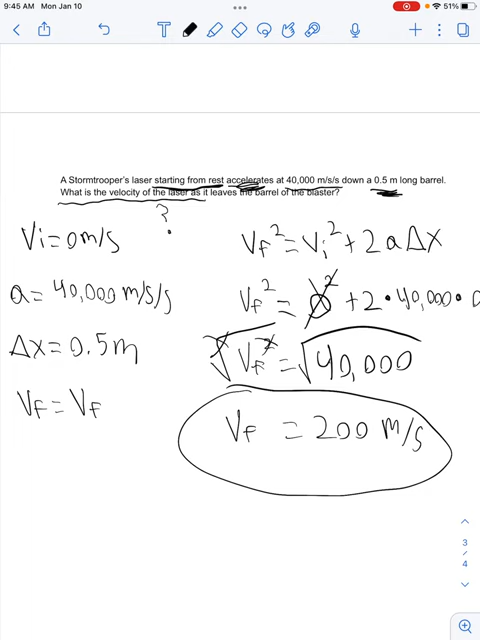 9:45 AM Mon Jan 10
51%
A Stormtrooper's laser starting from rest accelerates at 40,000 m/s/s down a 0.5 m long barrel.
What is the velocity of the laser as it leaves the barrel of the blaster?
?
Vi = 0 m/s
a = 40,000 m/s/s
Δx = 0.5 m
Vf = Vf
Vf² = Vi² + 2aΔx
Vf² = 0² + 2 • 40,000 • 0
√Vf² = √40,000
Vf = 200 m/s
3
/
4